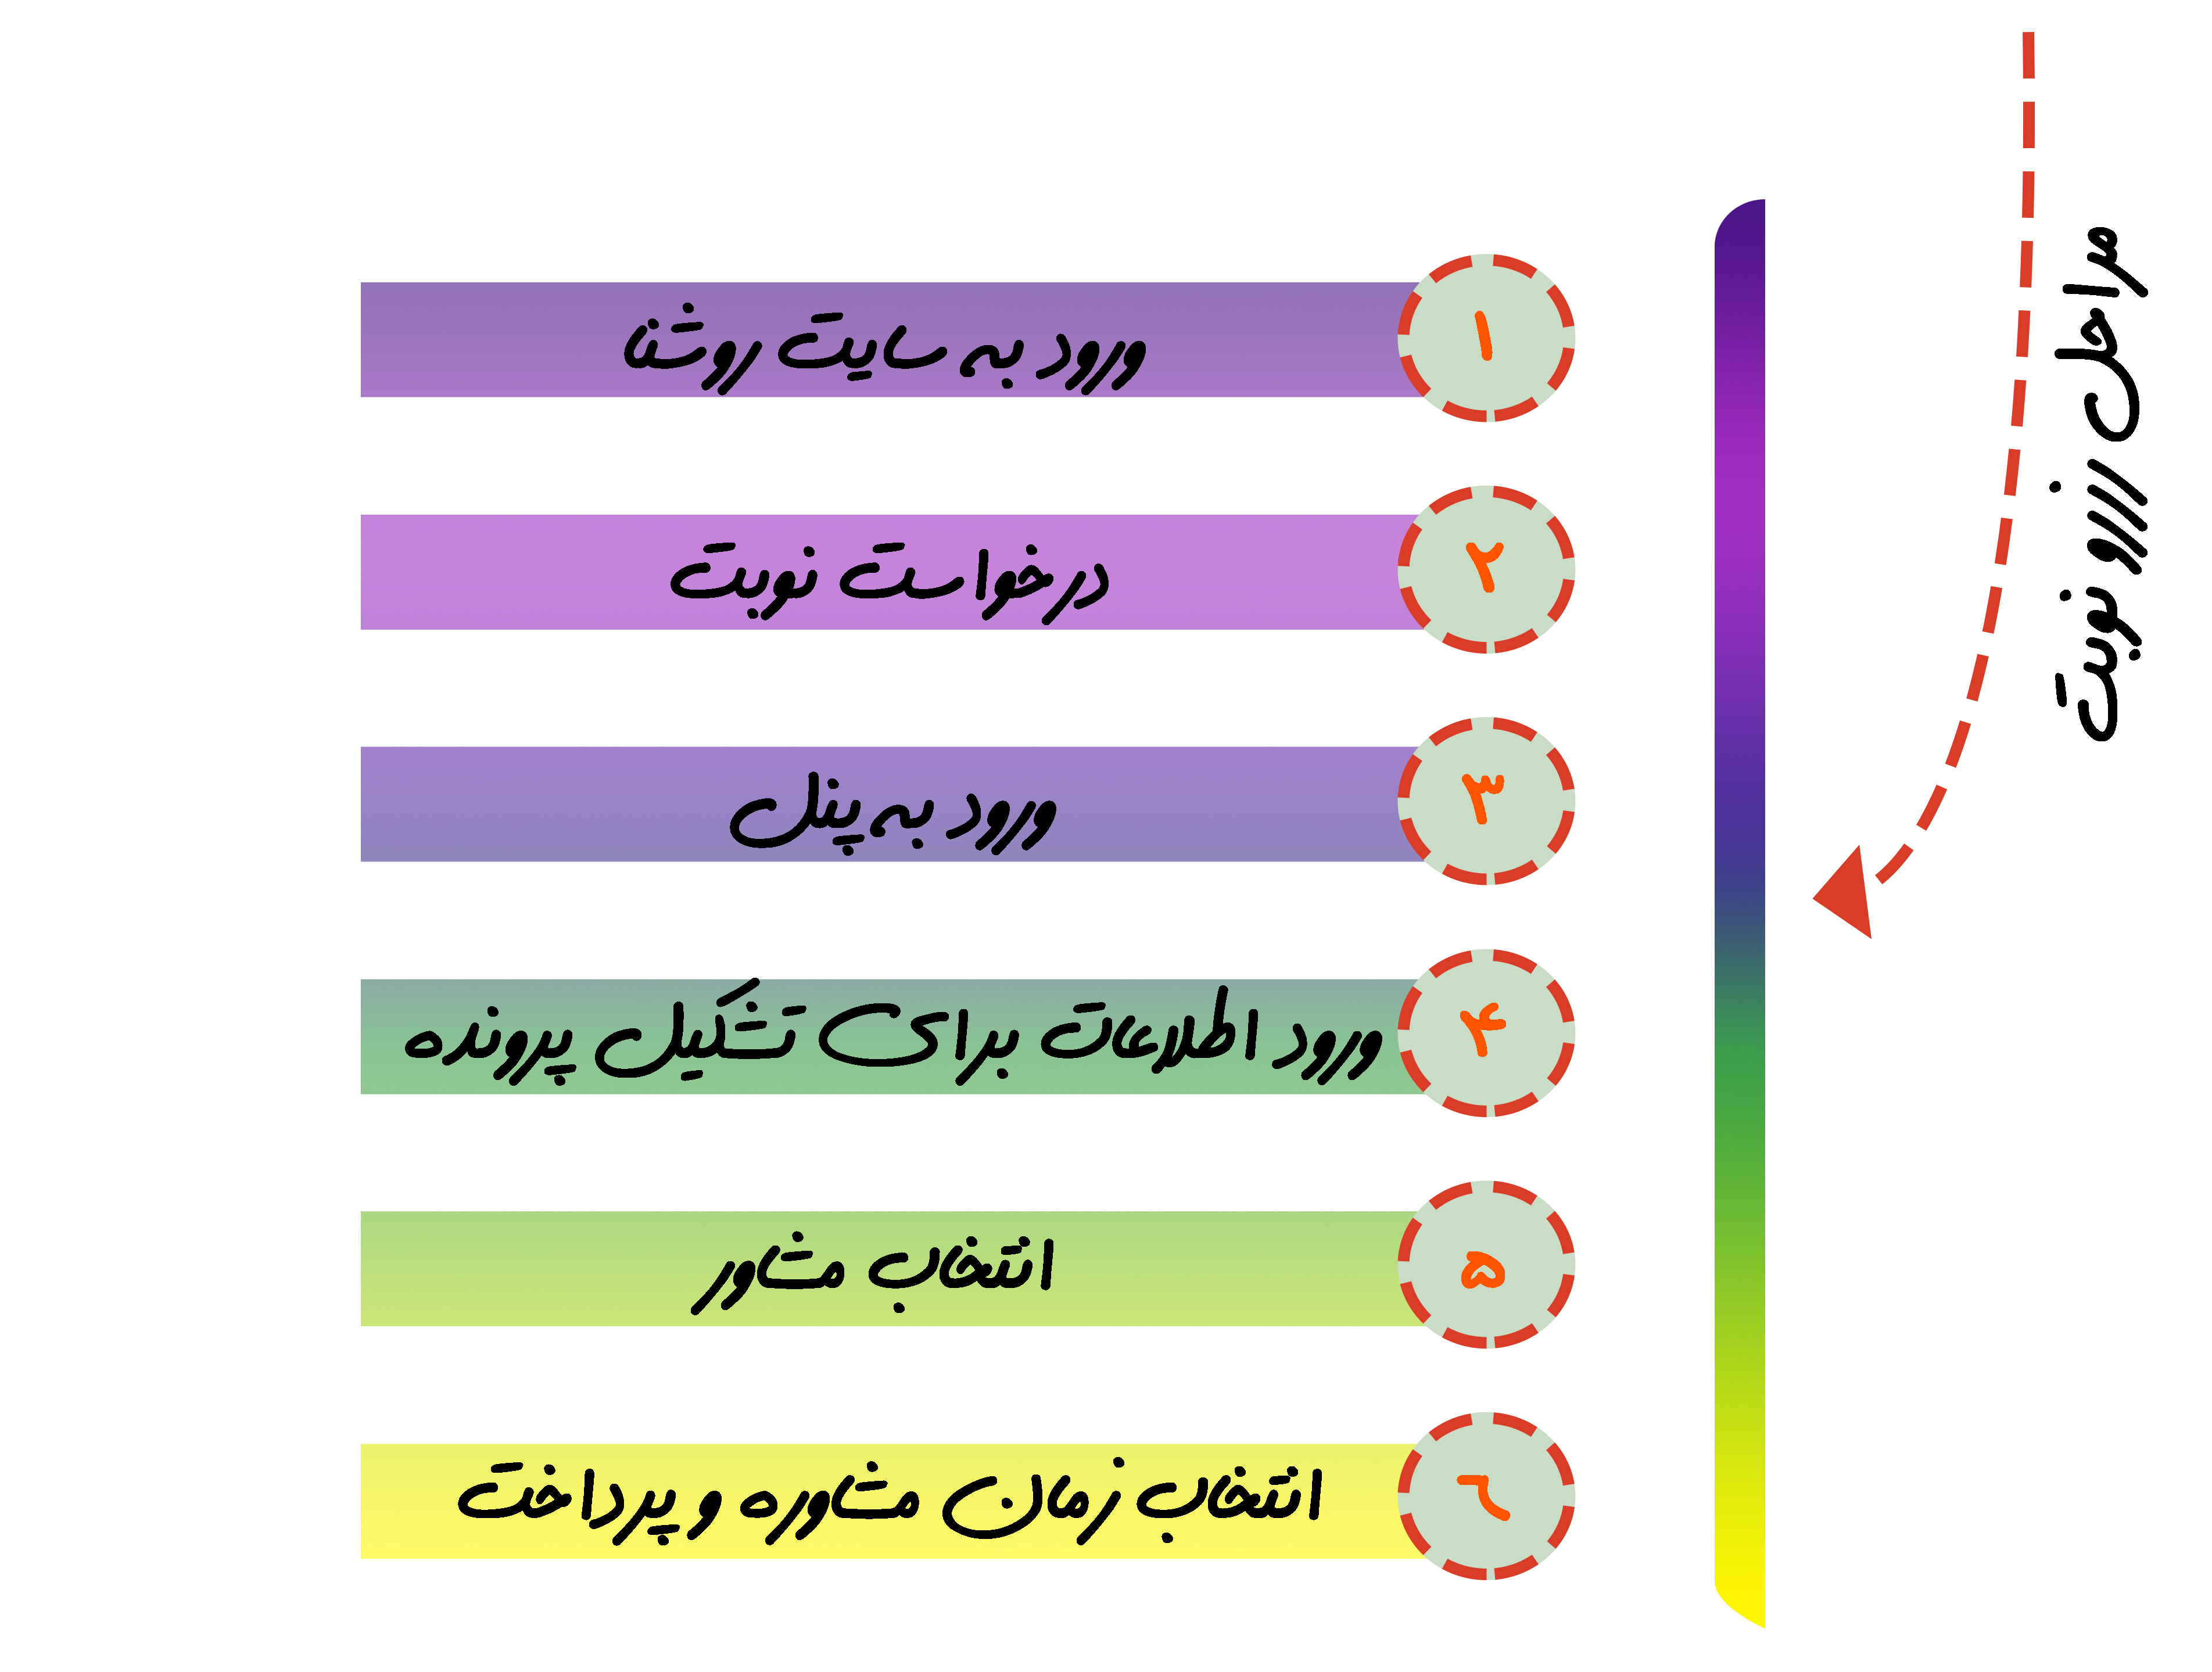 مراحل رزرو نوبت
۱
ورود به سایت روشنا
۲
درخواست نوبت
۳
ورود به پنل
۴
ورود اطلاعات برای تشکیل پرونده
۵
انتخاب مشاور
۶
انتخاب زمان مشاوره و پرداخت